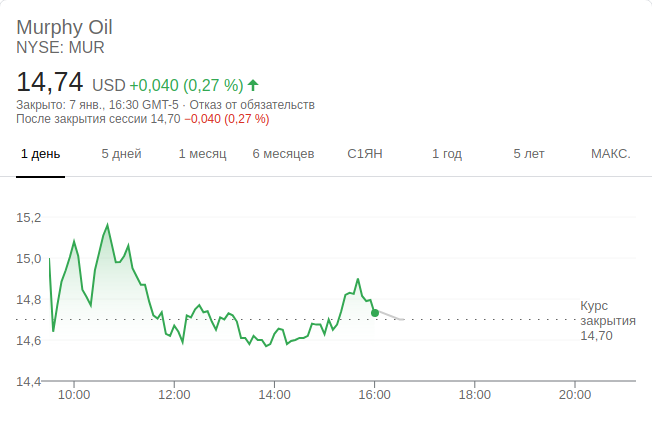 Murphy Oil
NYSE: MUR
14,74 USD +0,040 (0,27 %)
Закрыто: 7 янв., 16:30 GMT-5 · Отказ от обязательств
После закрытия сессии 14,70 −0,040 (0,27 %)
1 день 5 дней 1 месяц 6 месяцев С1ЯН 1 год 5 лет МАКС.
15,2
15,0
14,8
14,6
14,4
Курс
закрытия
14,70
10:00 12:00 14:00 16:00 18:00 20:00